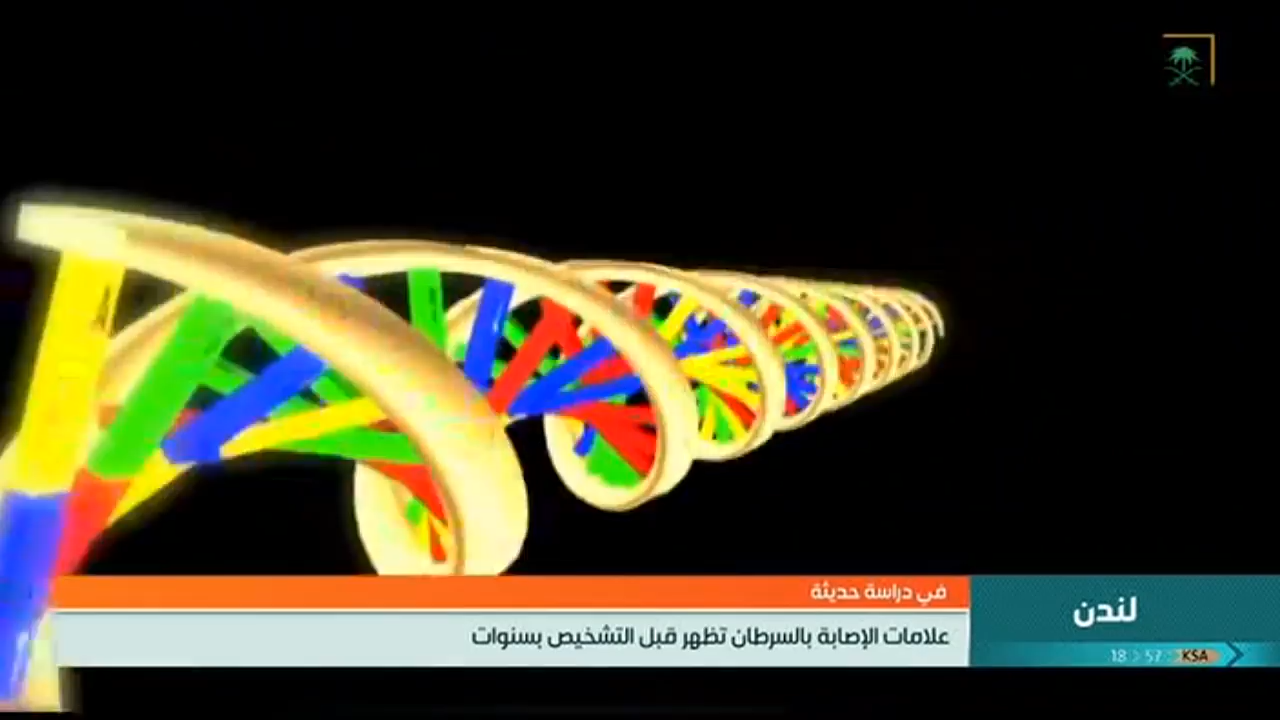 في دراسة حديثة
علامات الإصابة بالسرطان تظهر قبل التشخيص بسنوات
لندن
18 57 KSA